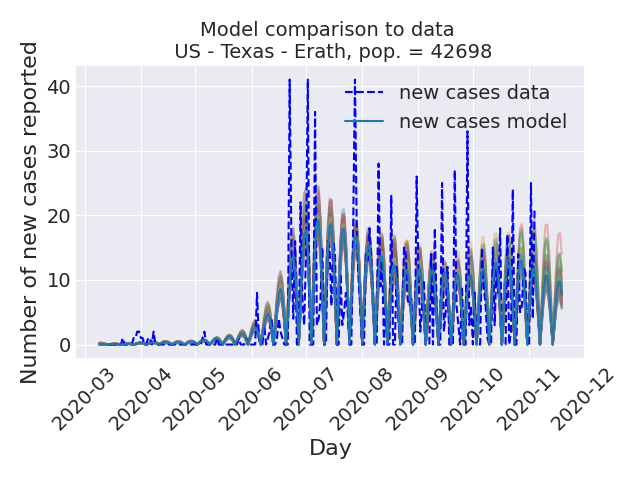 Model comparison to data
US - Texas - Erath, pop. = 42698
Number of new cases reported
40
30
20
10
0
new cases data
new cases model
2020-03
2020-04
2020-05
2020-06
2020-07
2020-08
2020-09
2020-10
2020-11
2020-12
Day